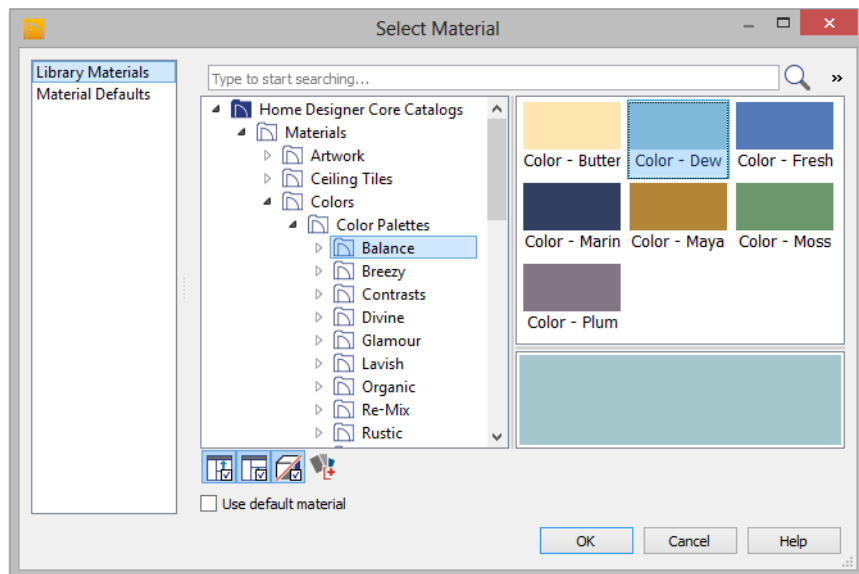 Select Material
Library Materials
Material Defaults
Type to start searching...
»
Home Designer Core Catalogs
Materials
Artwork
Ceiling Tiles
Colors
Color Palettes
Balance
Breezy
Contrasts
Divine
Glamour
Lavish
Organic
Re-Mix
Rustic
Color - Butter Color - Dew Color - Fresh
Color - Marin Color - Maya Color - Moss
Color - Plum
Use default material
OK Cancel Help